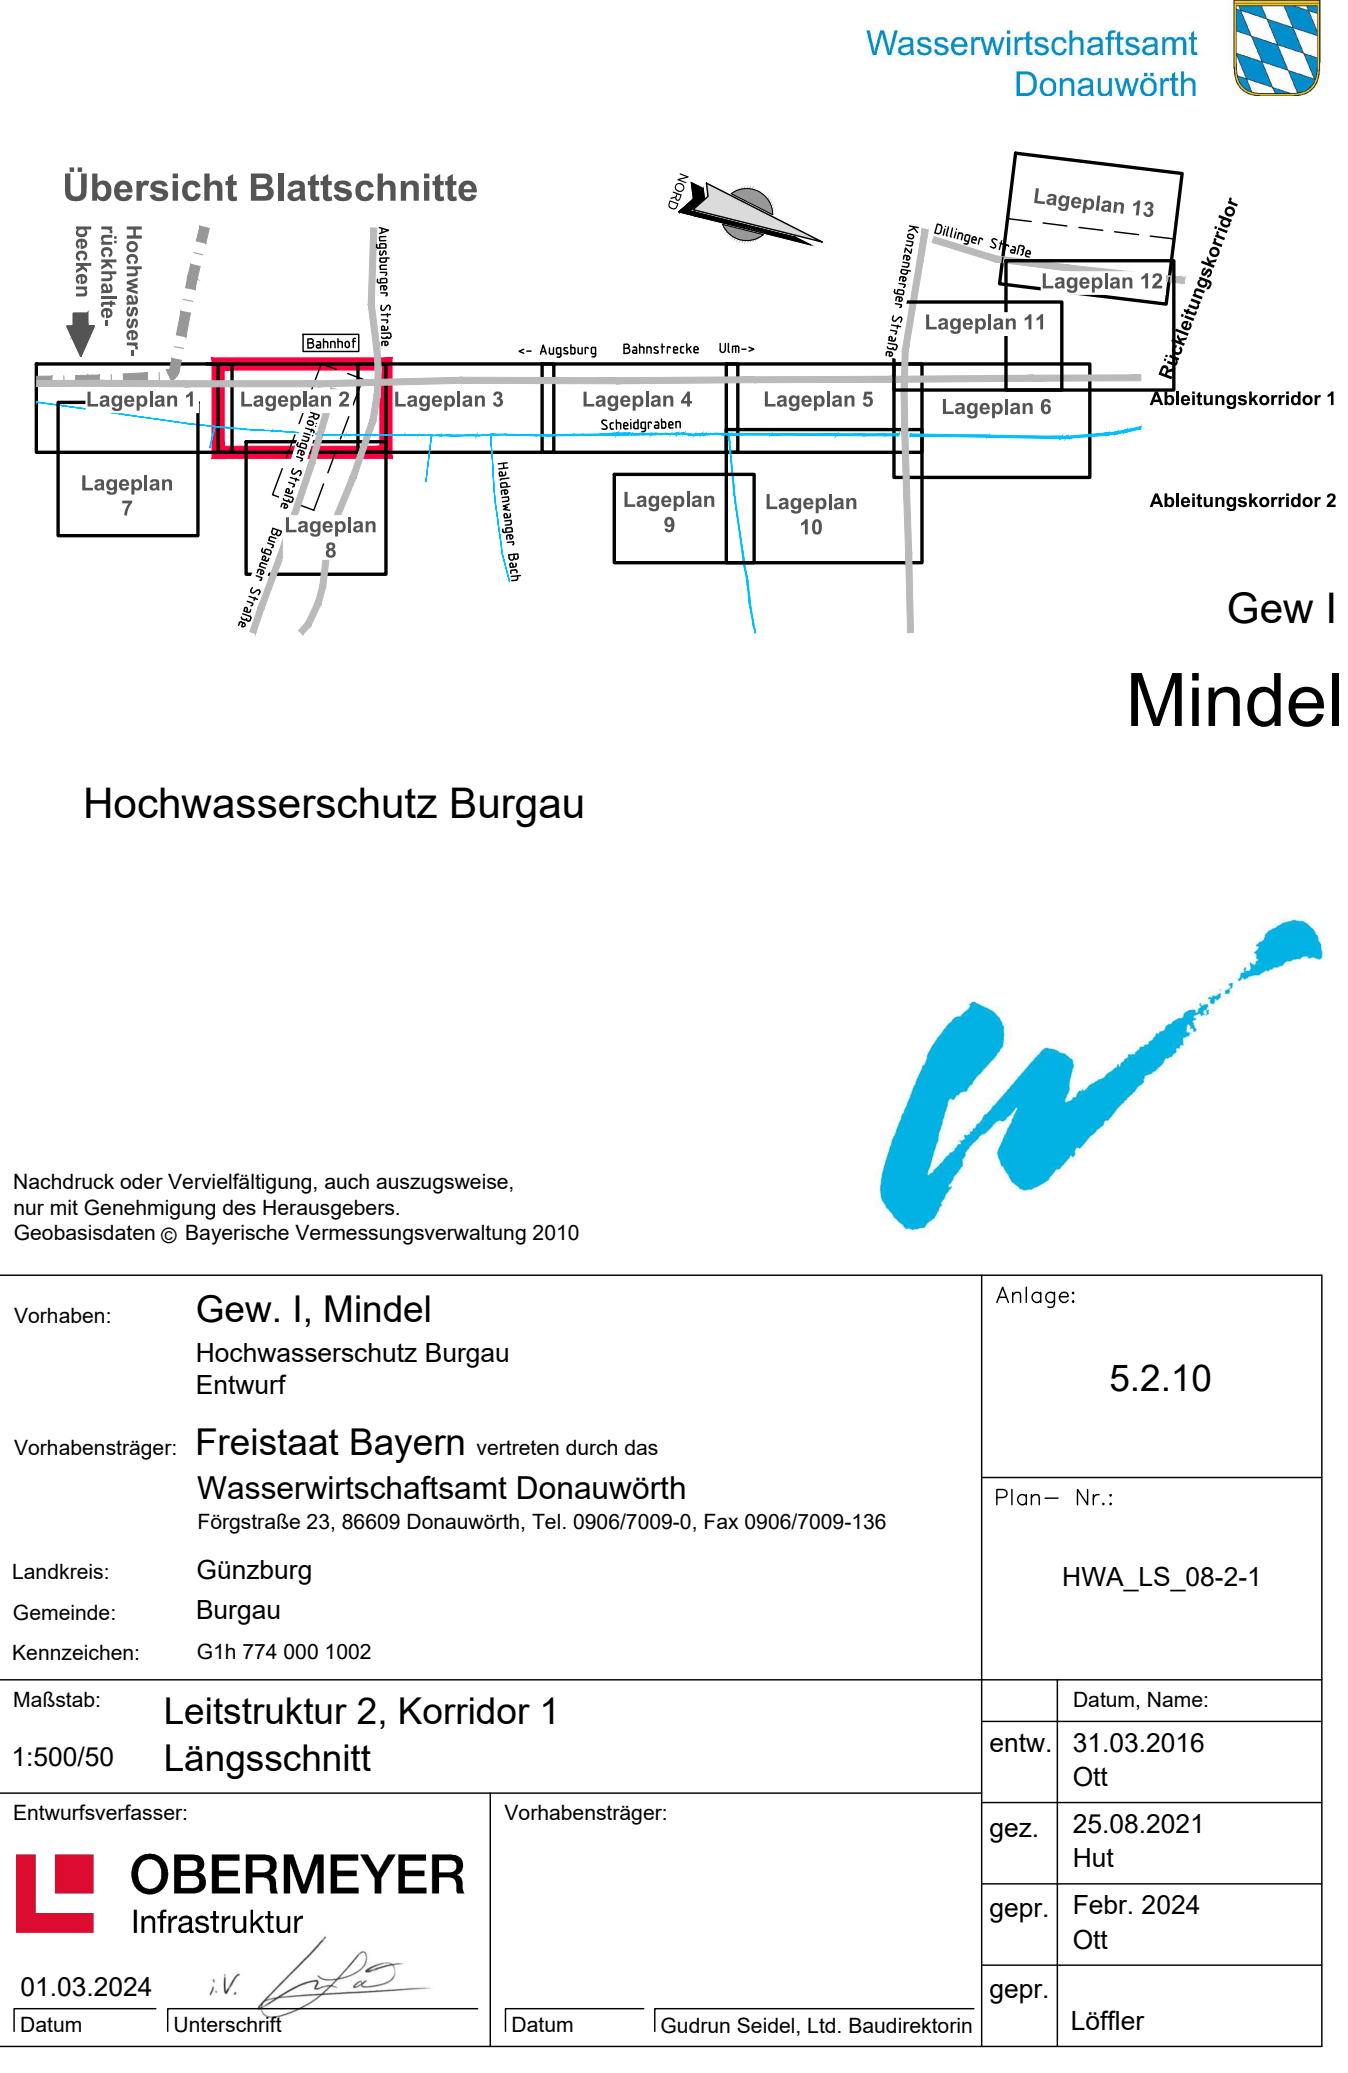 Wasserwirtschaftsamt
Donauwörth
Übersicht Blattschnitte
NORD
Hochwasser-
rückhalte-
becken
Augsburger Straße
Bahnhof
<- Augsburg Bahnstrecke Ulm->
Konzenberger Straße
Dillinger Straße
Lageplan 13
Lageplan 12
Lageplan 11
Rückleitungskorridor
Lageplan 1
Lageplan 2
Lageplan 3
Lageplan 4
Lageplan 5
Lageplan 6
Ableitungskorridor 1
Scheidgraben
Röfinger Straße
Haldenwanger Bach
Lageplan
7
Lageplan
8
Burgauer Straße
Lageplan
9
Lageplan
10
Ableitungskorridor 2
Gew I
Mindel
Hochwasserschutz Burgau
Nachdruck oder Vervielfältigung, auch auszugsweise,
nur mit Genehmigung des Herausgebers.
Geobasisdaten © Bayerische Vermessungsverwaltung 2010
Vorhaben: Gew. I, Mindel
Hochwasserschutz Burgau
Entwurf
Vorhabensträger: Freistaat Bayern vertreten durch das
Wasserwirtschaftsamt Donauwörth
Förgstraße 23, 86609 Donauwörth, Tel. 0906/7009-0, Fax 0906/7009-136
Landkreis: Günzburg
Gemeinde: Burgau
Kennzeichen: G1h 774 000 1002
Anlage:
5.2.10
Plan- Nr.:
HWA_LS_08-2-1
Maßstab:
1:500/50
Leitstruktur 2, Korridor 1
Längsschnitt
Datum, Name:
entw. 31.03.2016
Ott
gez. 25.08.2021
Hut
gepr. Febr. 2024
Ott
gepr.
Löffler
Entwurfsverfasser:
OBERMEYER
Infrastruktur
01.03.2024 i.V.
Datum Unterschrift
Vorhabensträger:
Datum Gudrun Seidel, Ltd. Baudirektorin